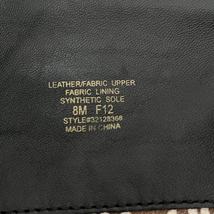 LEATHER/FABRIC UPPER
FABRIC LINING
SYNTHETIC SOLE
8M F12
STYLE#32128368
MADE IN CHINA